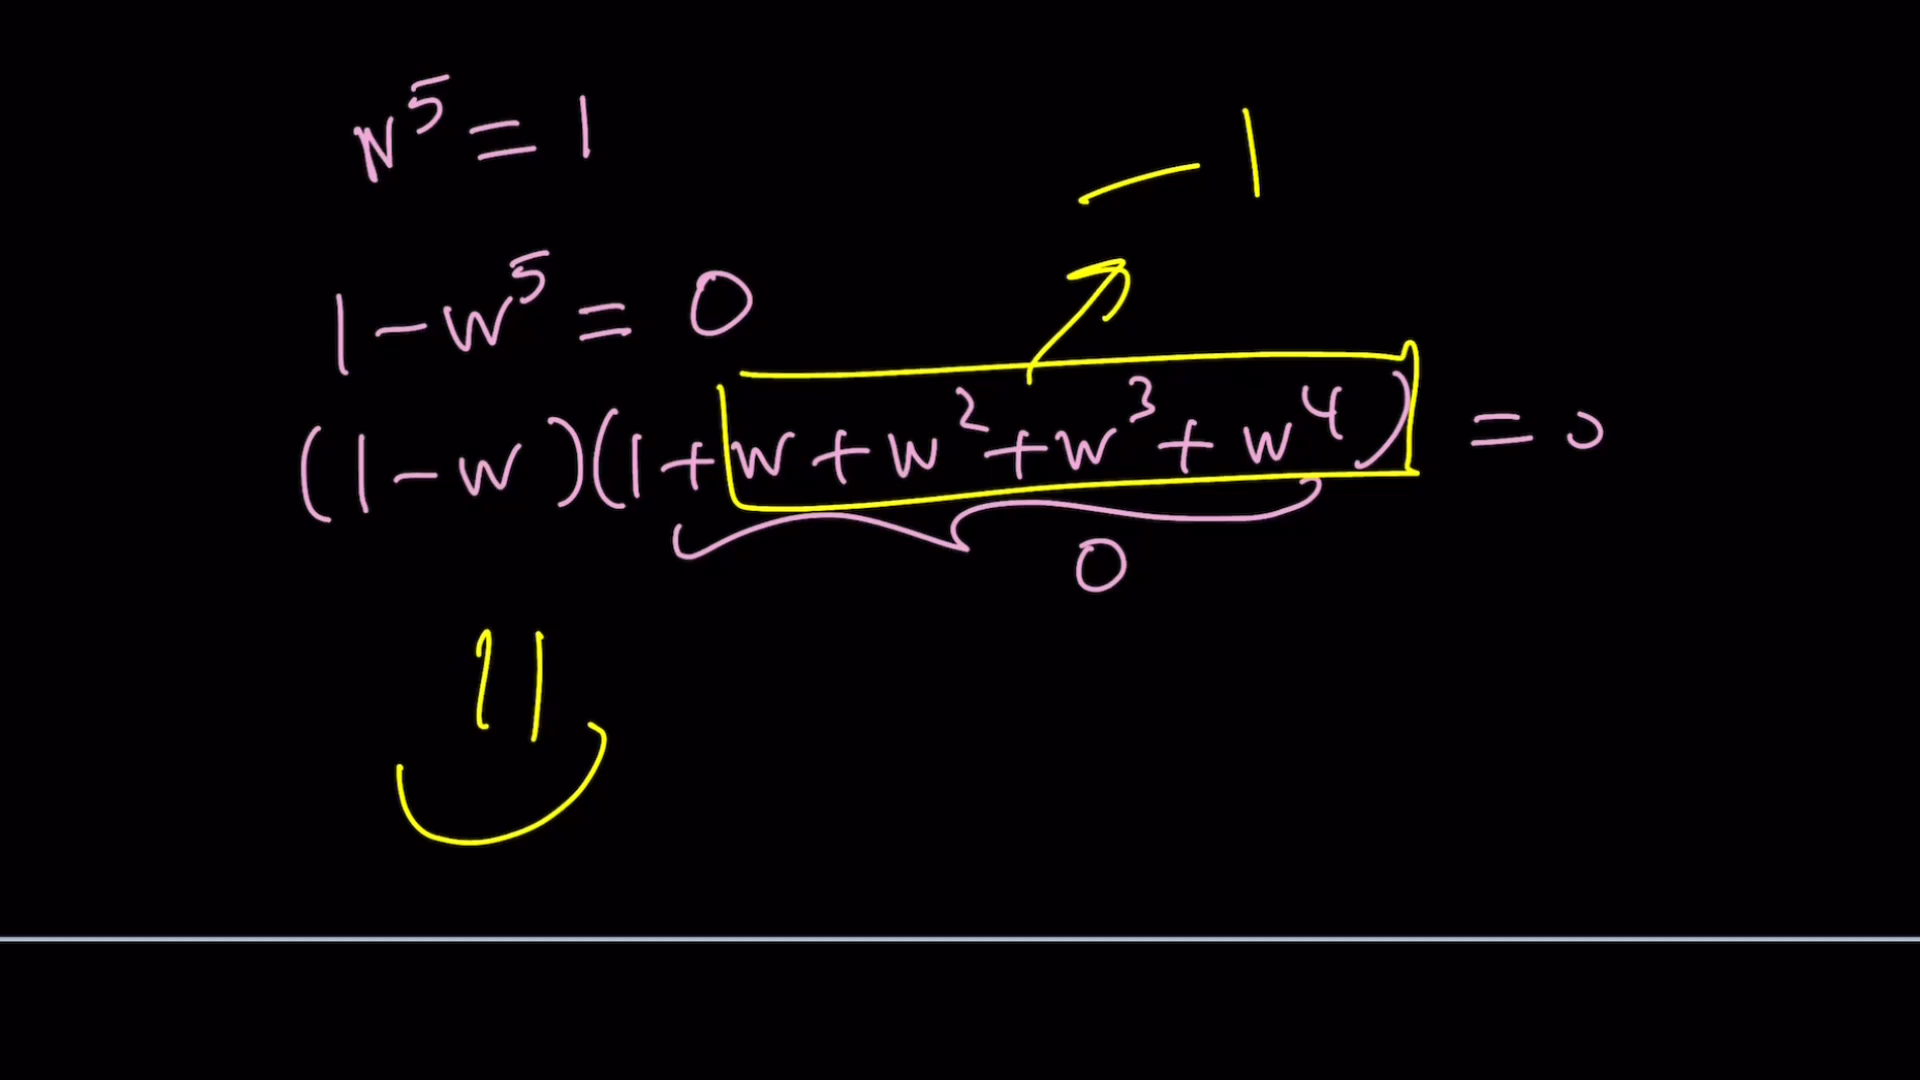 w⁵ = 1
-1
1 - w⁵ = 0
(1 - w)(1 + w + w² + w³ + w⁴) = 0
0